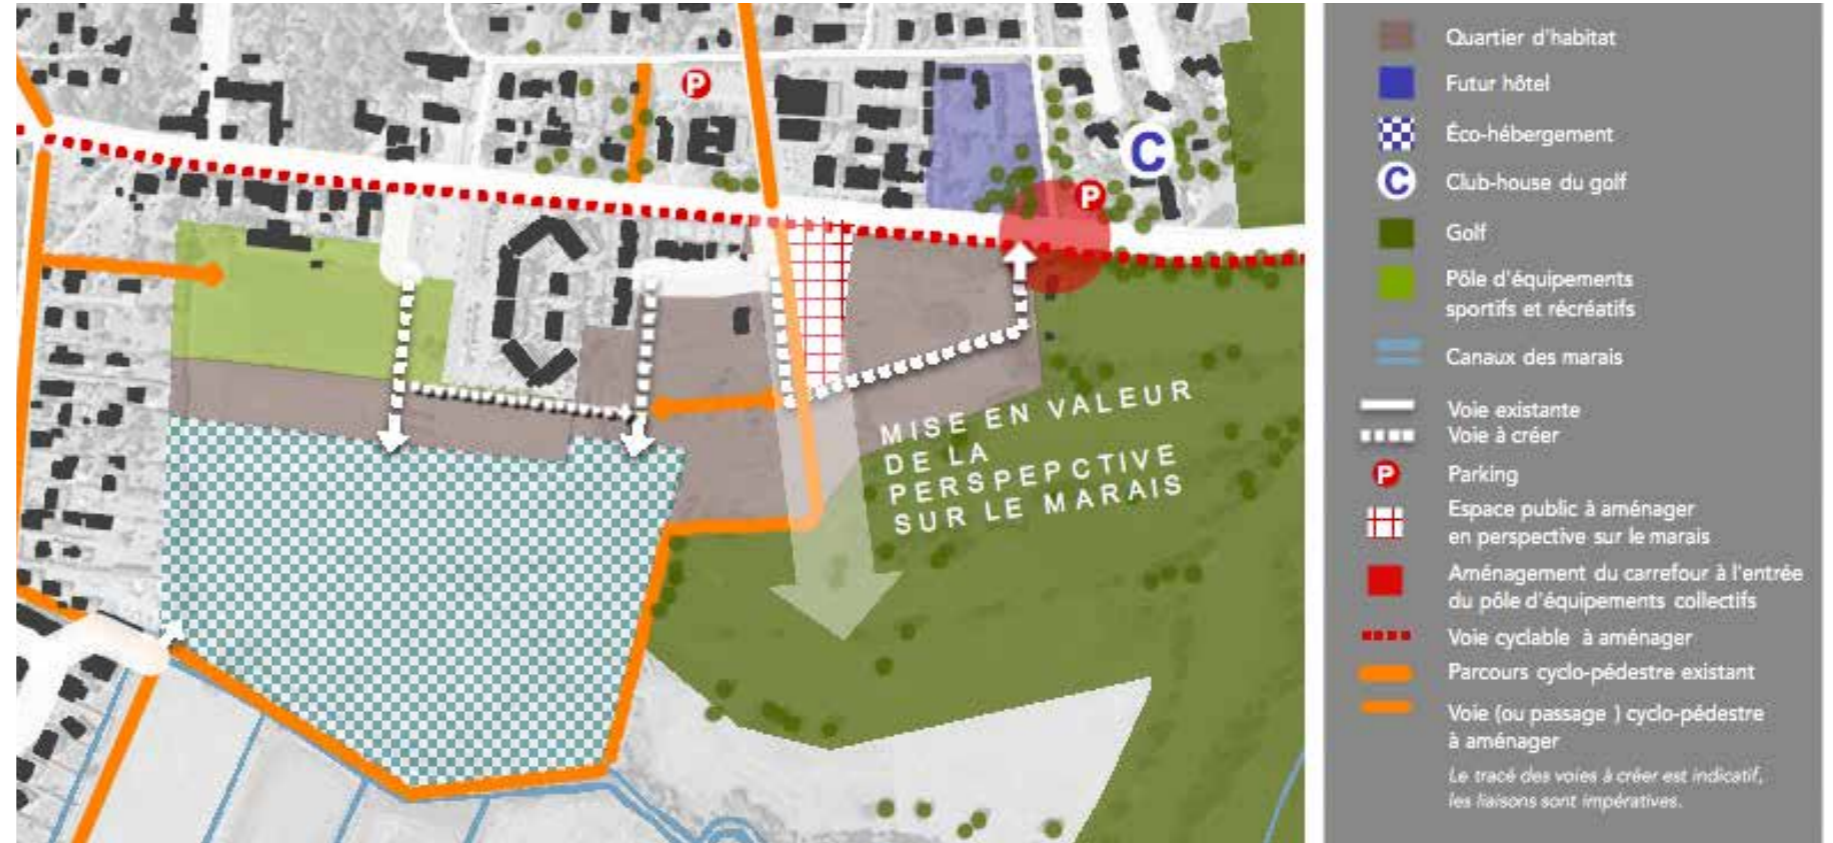 P
C
P
MISE EN VALEUR
DE LA
PERSPEPCTIVE
SUR LE MARAIS
Quartier d'habitat
Futur hôtel
Éco-hébergement
C Club-house du golf
Golf
Pôle d'équipements
sportifs et récréatifs
Canaux des marais
Voie existante
Voie à créer
P Parking
Espace public à aménager
en perspective sur le marais
Aménagement du carrefour à l'entrée
du pôle d'équipements collectifs
Voie cyclable à aménager
Parcours cyclo-pédestre existant
Voie (ou passage ) cyclo-pédestre
à aménager
Le tracé des voies à créer est indicatif,
les liaisons sont impératives.